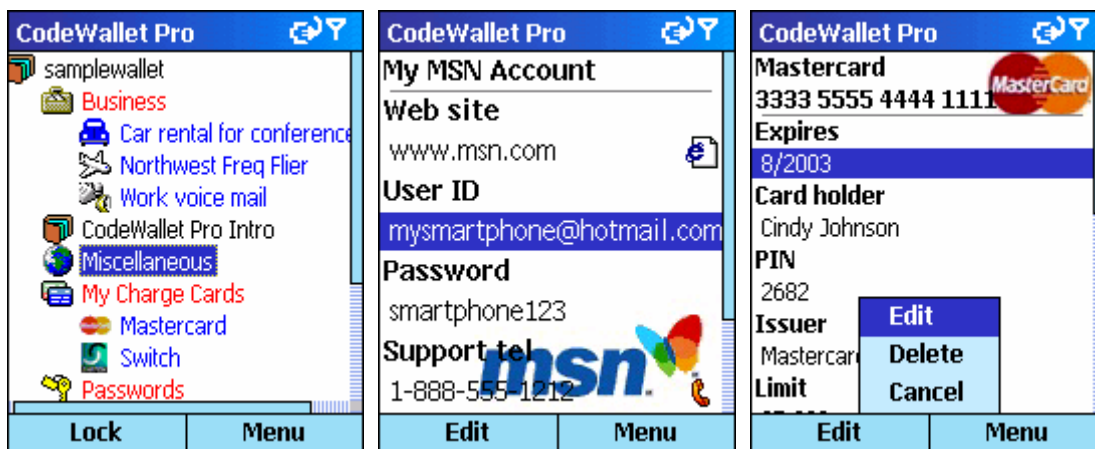 CodeWallet Pro
samplewallet
Business
Car rental for conference
Northwest Freq Flier
Work voice mail
CodeWallet Pro Intro
Miscellaneous
My Charge Cards
Mastercard
Switch
Passwords
Lock Menu
CodeWallet Pro
My MSN Account
Web site
www.msn.com
User ID
mysmartphone@hotmail.com
Password
smartphone123
Support tel
1-888-555-1212
msn
Edit Menu
CodeWallet Pro
Mastercard
MasterCard
3333 5555 4444 1111
Expires
8/2003
Card holder
Cindy Johnson
PIN
2682
Issuer
Mastercard
Limit
Edit
Delete
Cancel
Edit Menu